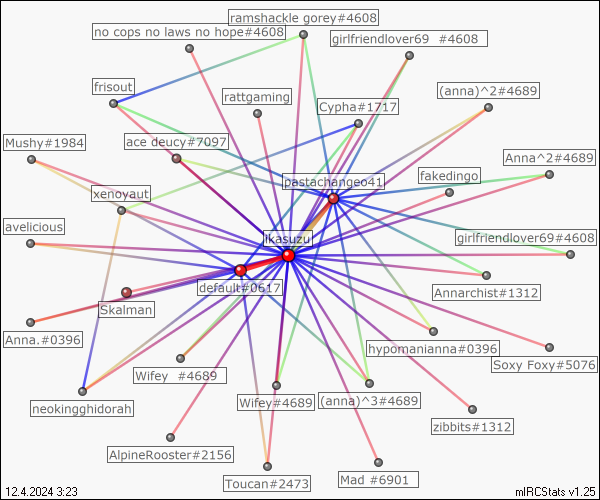 ramshackle gorey#4608
no cops no laws no hope#4608
girlfriendlover69 #4608
frisout
rattgaming
(anna)^2#4689
Cypha#1717
Mushy#1984
ace deucy#7097
Anna^2#4689
pastachangeo41
fakedingo
xenoyaut
avelicious
Ikasuzu
girlfriendlover69#4608
default#0617
Annarchist#1312
Skalman
Anna.#0396
hypomanianna#0396
Soxy Foxy#5076
Wifey #4689
Wifey#4689
(anna)^3#4689
neokingghidorah
zibbits#1312
AlpineRooster#2156
Toucan#2473
Mad #6901
12.4.2024 3:23
mIRCStats v1.25